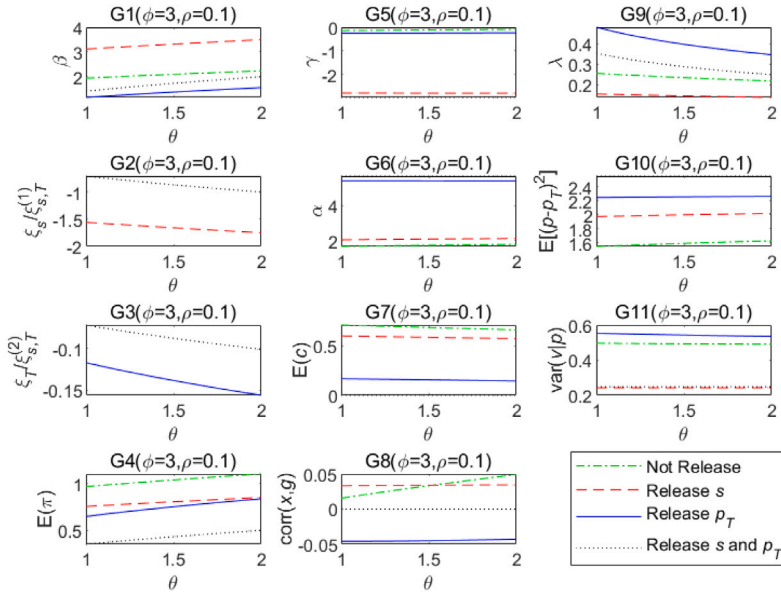 G1(ϕ=3,ρ=0.1)
4
3
2
β
1
1.5
2
θ
G5(ϕ=3,ρ=0.1)
0
-1
-2
γ
1
1.5
2
θ
G9(ϕ=3,ρ=0.1)
0.4
0.3
0.2
λ
1
1.5
2
θ
G2(ϕ=3,ρ=0.1)
-1
-1.5
-2
ξs/ξs,T(1)
1
1.5
2
θ
G6(ϕ=3,ρ=0.1)
4
2
α
1
1.5
2
θ
G10(ϕ=3,ρ=0.1)
2.4
2.2
2
1.8
1.6
E[(p-pT)2]
1
1.5
2
θ
G3(ϕ=3,ρ=0.1)
-0.1
-0.15
ξT/ξs,T(2)
1
1.5
2
θ
G7(ϕ=3,ρ=0.1)
0.5
0
E(c)
1
1.5
2
θ
G11(ϕ=3,ρ=0.1)
0.6
0.4
0.2
var(v|p)
1
1.5
2
θ
G4(ϕ=3,ρ=0.1)
1
0.5
E(π)
1
1.5
2
θ
G8(ϕ=3,ρ=0.1)
0.05
0
-0.05
corr(x,g)
1
1.5
2
θ
Not Release
Release s
Release pT
Release s and pT